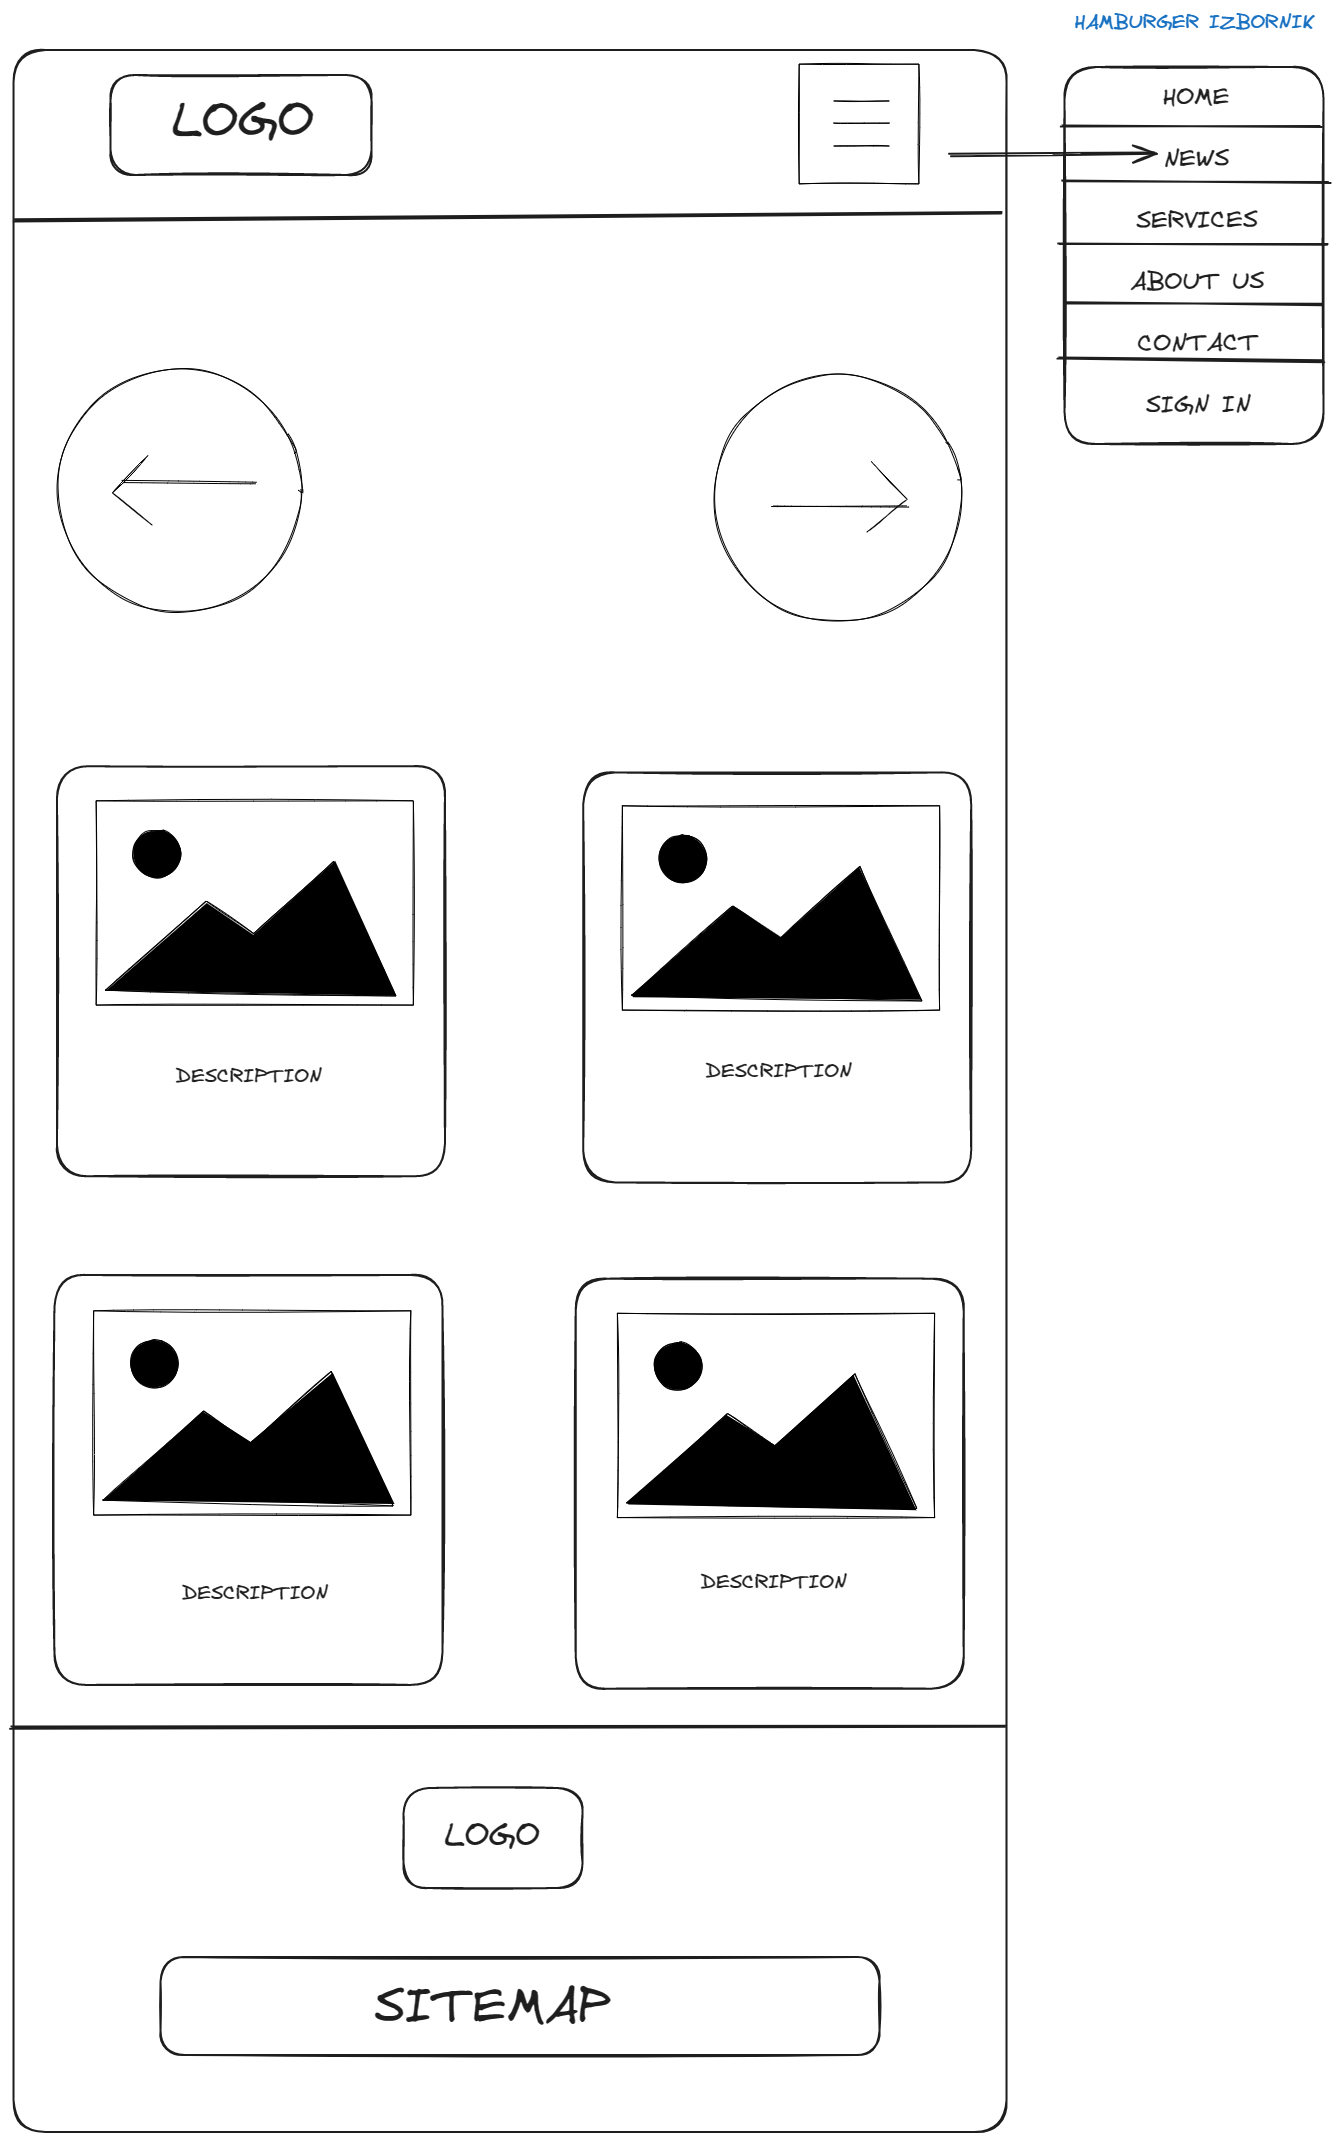 HAMBURGER IZBORNIK
LOGO
HOME
NEWS
SERVICES
ABOUT US
CONTACT
SIGN IN
DESCRIPTION
DESCRIPTION
DESCRIPTION
DESCRIPTION
LOGO
SITEMAP